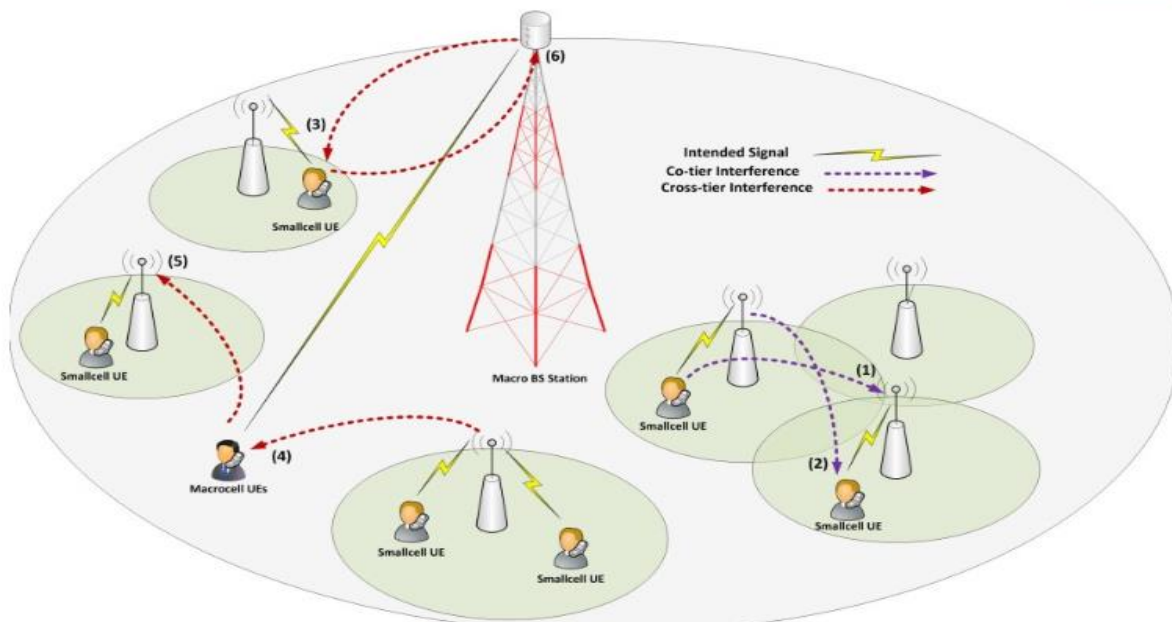 (6)
(3)
Intended Signal
Co-tier Interference
Cross-tier Interference
Smallcell UE
(5)
Smallcell UE
Macro BS Station
(1)
Smallcell UE
(4)
(2)
Macrocell UEs
Smallcell UE
Smallcell UE
Smallcell UE